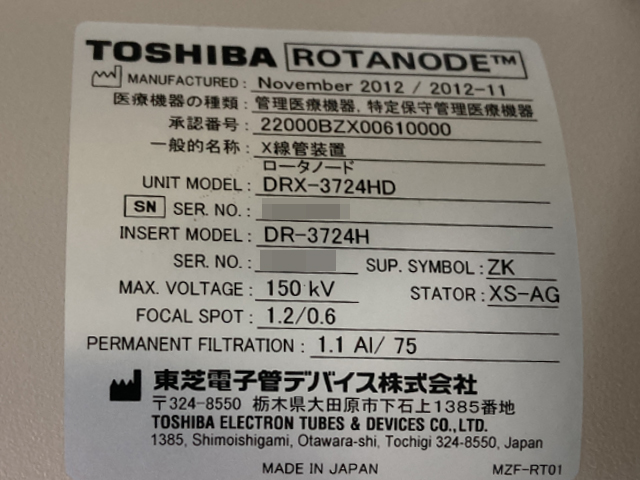 TOSHIBA ROTANODE™
MANUFACTURED : November 2012 / 2012-11
医療機器の種類 : 管理医療機器, 特定保守管理医療機器
承認番号 : 22000BZX00610000
一般的名称 : X線管装置
ロータノード
UNIT MODEL : DRX-3724HD
SN SER. NO. :
INSERT MODEL : DR-3724H
SER. NO. : SUP. SYMBOL : ZK
MAX. VOLTAGE : 150 kV STATOR : XS-AG
FOCAL SPOT : 1.2/0.6
PERMANENT FILTRATION : 1.1 Al/ 75
東芝電子管デバイス株式会社
〒324-8550 栃木県大田原市下石上1385番地
TOSHIBA ELECTRON TUBES & DEVICES CO., LTD.
1385, Shimoishigami, Otawara-shi, Tochigi 324-8550, Japan
MADE IN JAPAN MZF-RT01